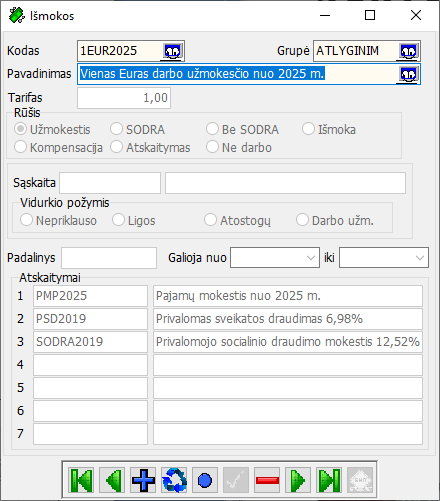 Išmokos
Kodas 1EUR2025 Grupė ATLYGINIM
Pavadinimas Vienas Euras darbo užmokesčio nuo 2025 m.
Tarifas 1,00
Rūšis
Užmokestis SODRA Be SODRA Išmoka
Kompensacija Atskaitymas Ne darbo
Sąskaita
Vidurkio požymis
Nepriklauso Ligos Atostogų Darbo užm.
Padalinys Galioja nuo iki
Atskaitymai
1 PMP2025 Pajamų mokestis nuo 2025 m.
2 PSD2019 Privalomas sveikatos draudimas 6,98%
3 SODRA2019 Privalomojo socialinio draudimo mokestis 12,52%
4
5
6
7